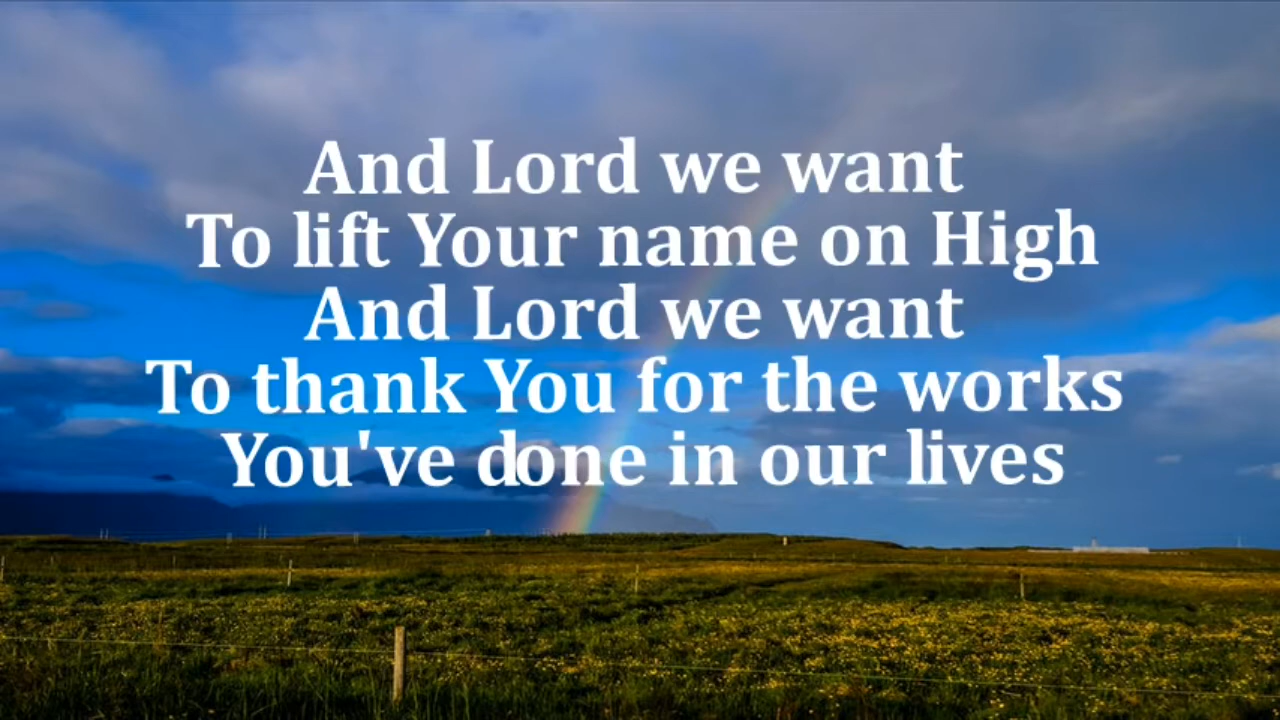 And Lord we want
To lift Your name on High
And Lord we want
To thank You for the works
You've done in our lives